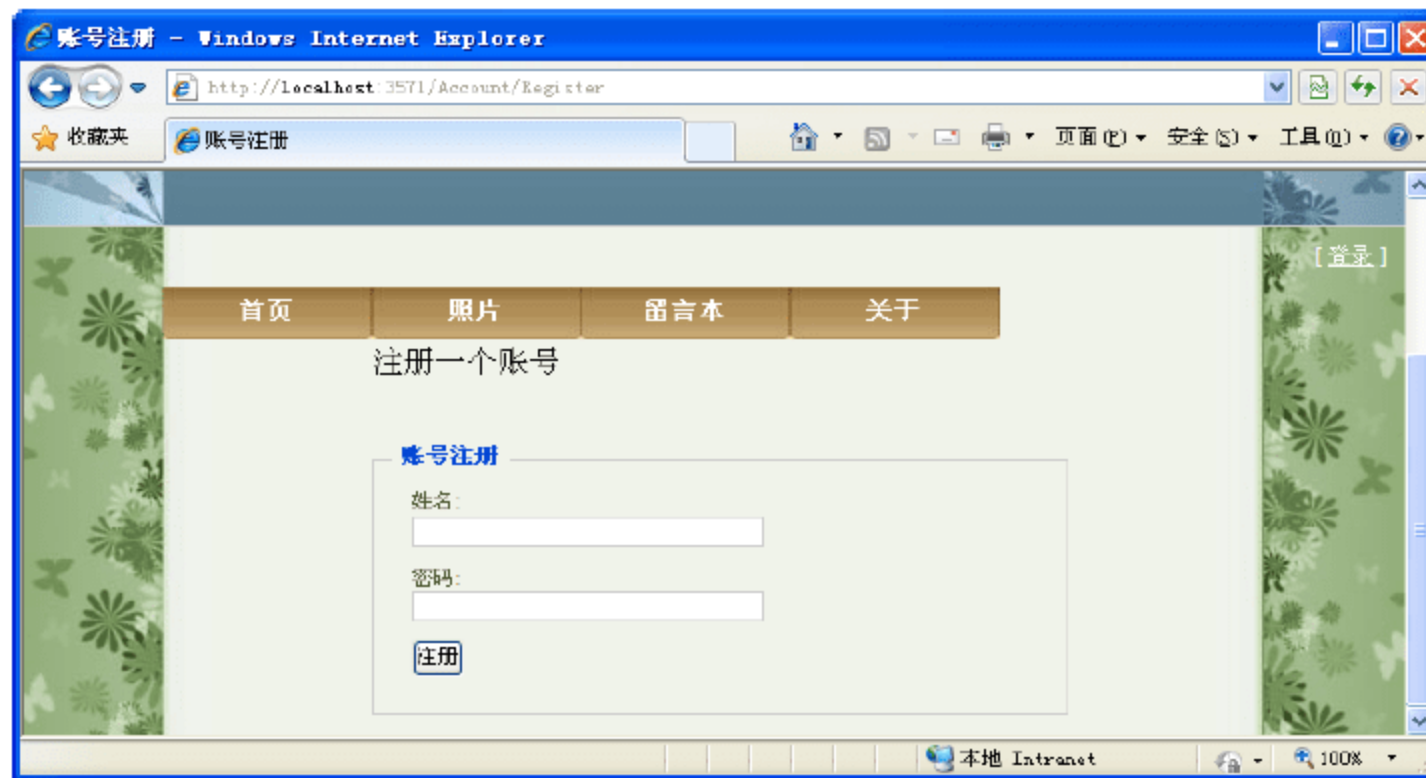 账号注册 - Windows Internet Explorer
http://localhost:3571/Account/Register
收藏夹 账号注册 页面(P) 安全(S) 工具(O)
[登录]
首页 照片 留言本 关于
注册一个账号
账号注册
姓名:
密码:
注册
本地 Intranet 100%